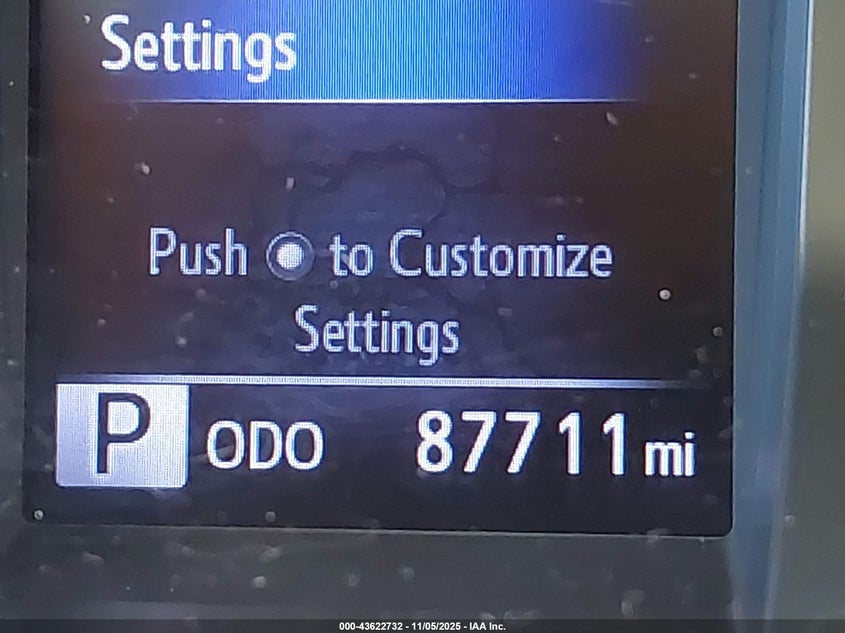 Settings
Push to Customize
Settings
P ODO 87711 mi
000-43622732 - 11/05/2025 - IAA Inc.